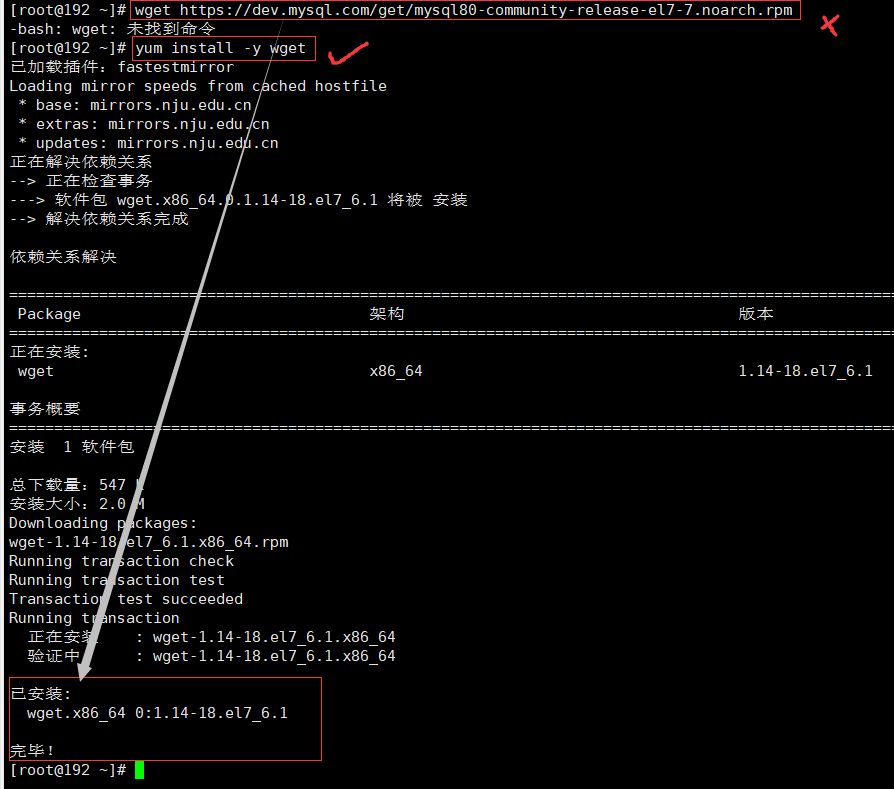 [root@192 ~]# wget https://dev.mysql.com/get/mysql80-community-release-el7-7.noarch.rpm
-bash: wget: 未找到命令
[root@192 ~]# yum install -y wget
已加载插件：fastestmirror
Loading mirror speeds from cached hostfile
 * base: mirrors.nju.edu.cn
 * extras: mirrors.nju.edu.cn
 * updates: mirrors.nju.edu.cn
正在解决依赖关系
--> 正在检查事务
---> 软件包 wget.x86_64.0.1.14-18.el7_6.1 将被 安装
--> 解决依赖关系完成
依赖关系解决
Package 架构 版本
正在安装:
 wget x86_64 1.14-18.el7_6.1
事务概要
安装  1 软件包
总下载量：547 k
安装大小：2.0 M
Downloading packages:
wget-1.14-18.el7_6.1.x86_64.rpm
Running transaction check
Running transaction test
Transaction test succeeded
Running transaction
  正在安装    : wget-1.14-18.el7_6.1.x86_64
  验证中      : wget-1.14-18.el7_6.1.x86_64
已安装:
  wget.x86_64 0:1.14-18.el7_6.1
完毕！
[root@192 ~]#